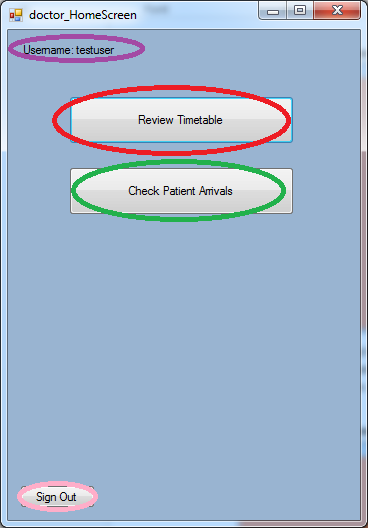 doctor_HomeScreen
Username: testuser
Review Timetable
Check Patient Arrivals
Sign Out